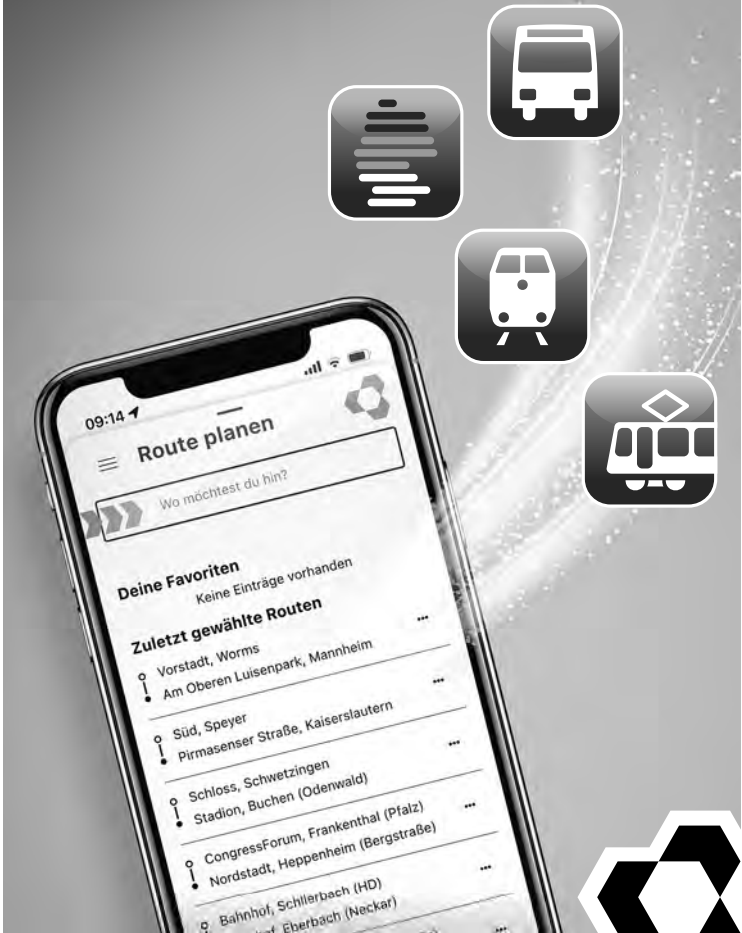 09:14
Route planen
Wo möchtest du hin?
Deine Favoriten
Keine Einträge vorhanden
Zuletzt gewählte Routen
Vorstadt, Worms
Am Oberen Luisenpark, Mannheim
Süd, Speyer
Pirmasenser Straße, Kaiserslautern
Schloss, Schwetzingen
Stadion, Buchen (Odenwald)
CongressForum, Frankenthal (Pfalz)
Nordstadt, Heppenheim (Bergstraße)
Bahnhof, Schlierbach (HD)
Eberbach (Neckar)